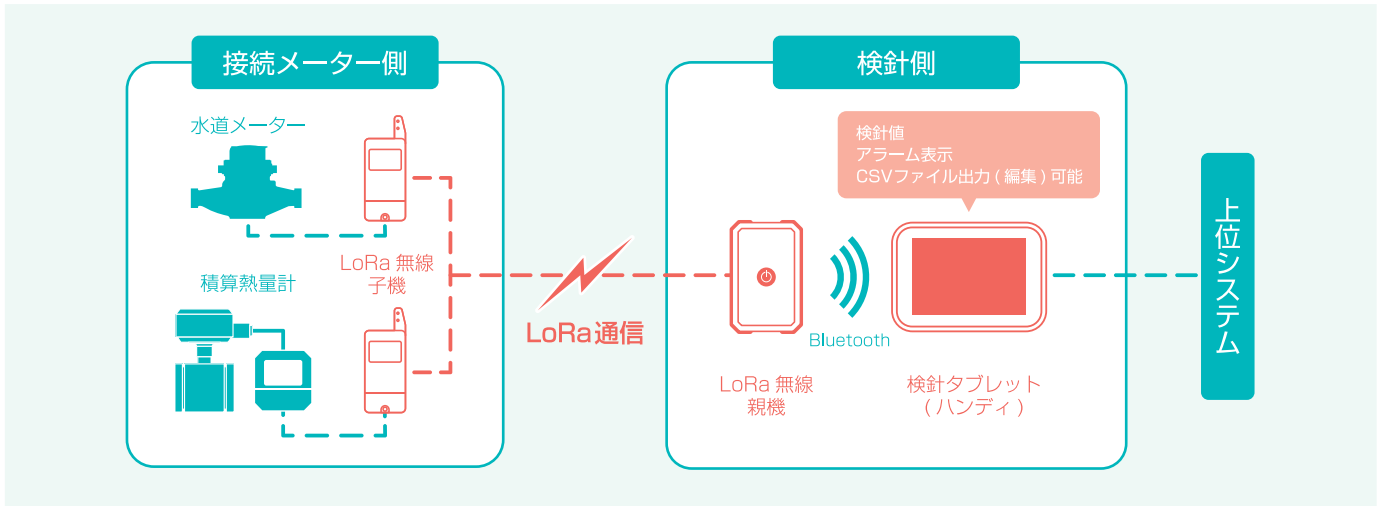 接続メーター側
水道メーター
LoRa 無線
子機
積算熱量計
LoRa通信
検針側
検針値
アラーム表示
CSVファイル出力 ( 編集 ) 可能
Bluetooth
LoRa 無線
親機
検針タブレット
( ハンディ )
上位システム